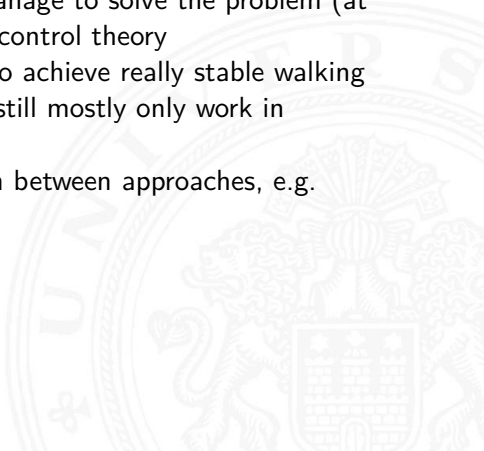 anage to solve the problem (at
control theory
o achieve really stable walking
still mostly only work in
between approaches, e.g.
U N I V E R S